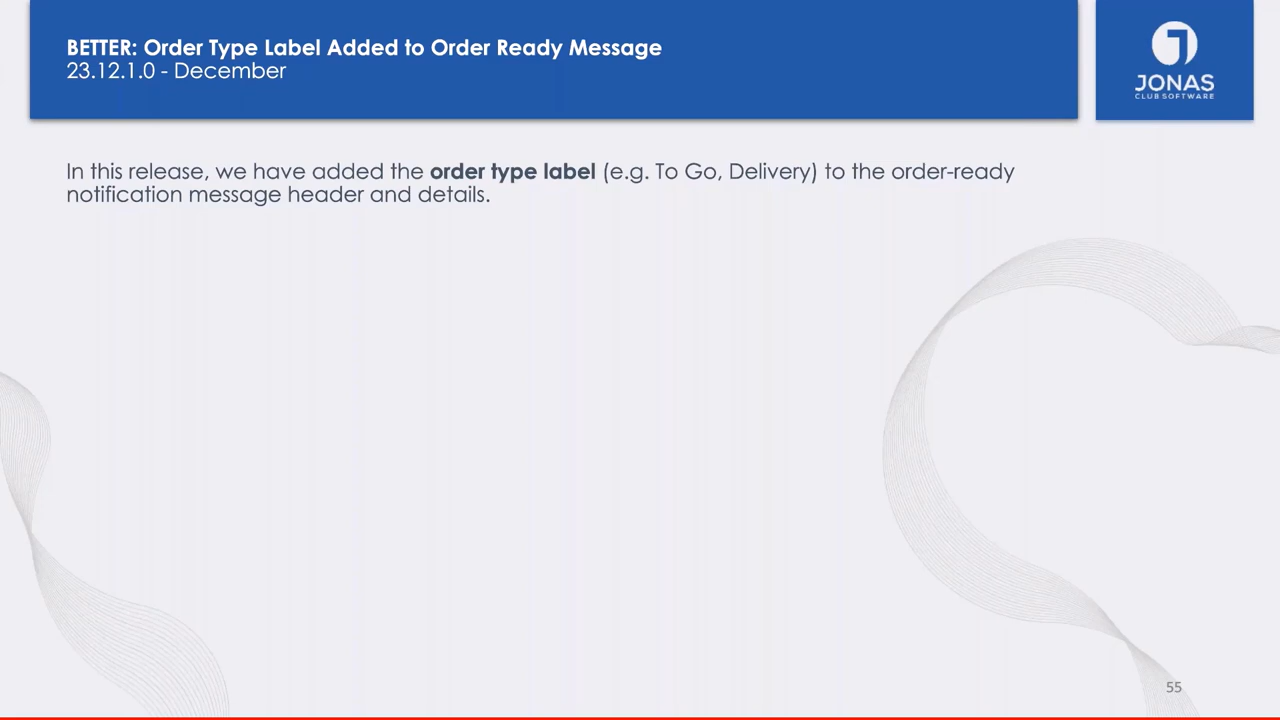 BETTER: Order Type Label Added to Order Ready Message
23.12.1.0 - December
JONAS
CLUB SOFTWARE
In this release, we have added the order type label (e.g. To Go, Delivery) to the order-ready
notification message header and details.
55